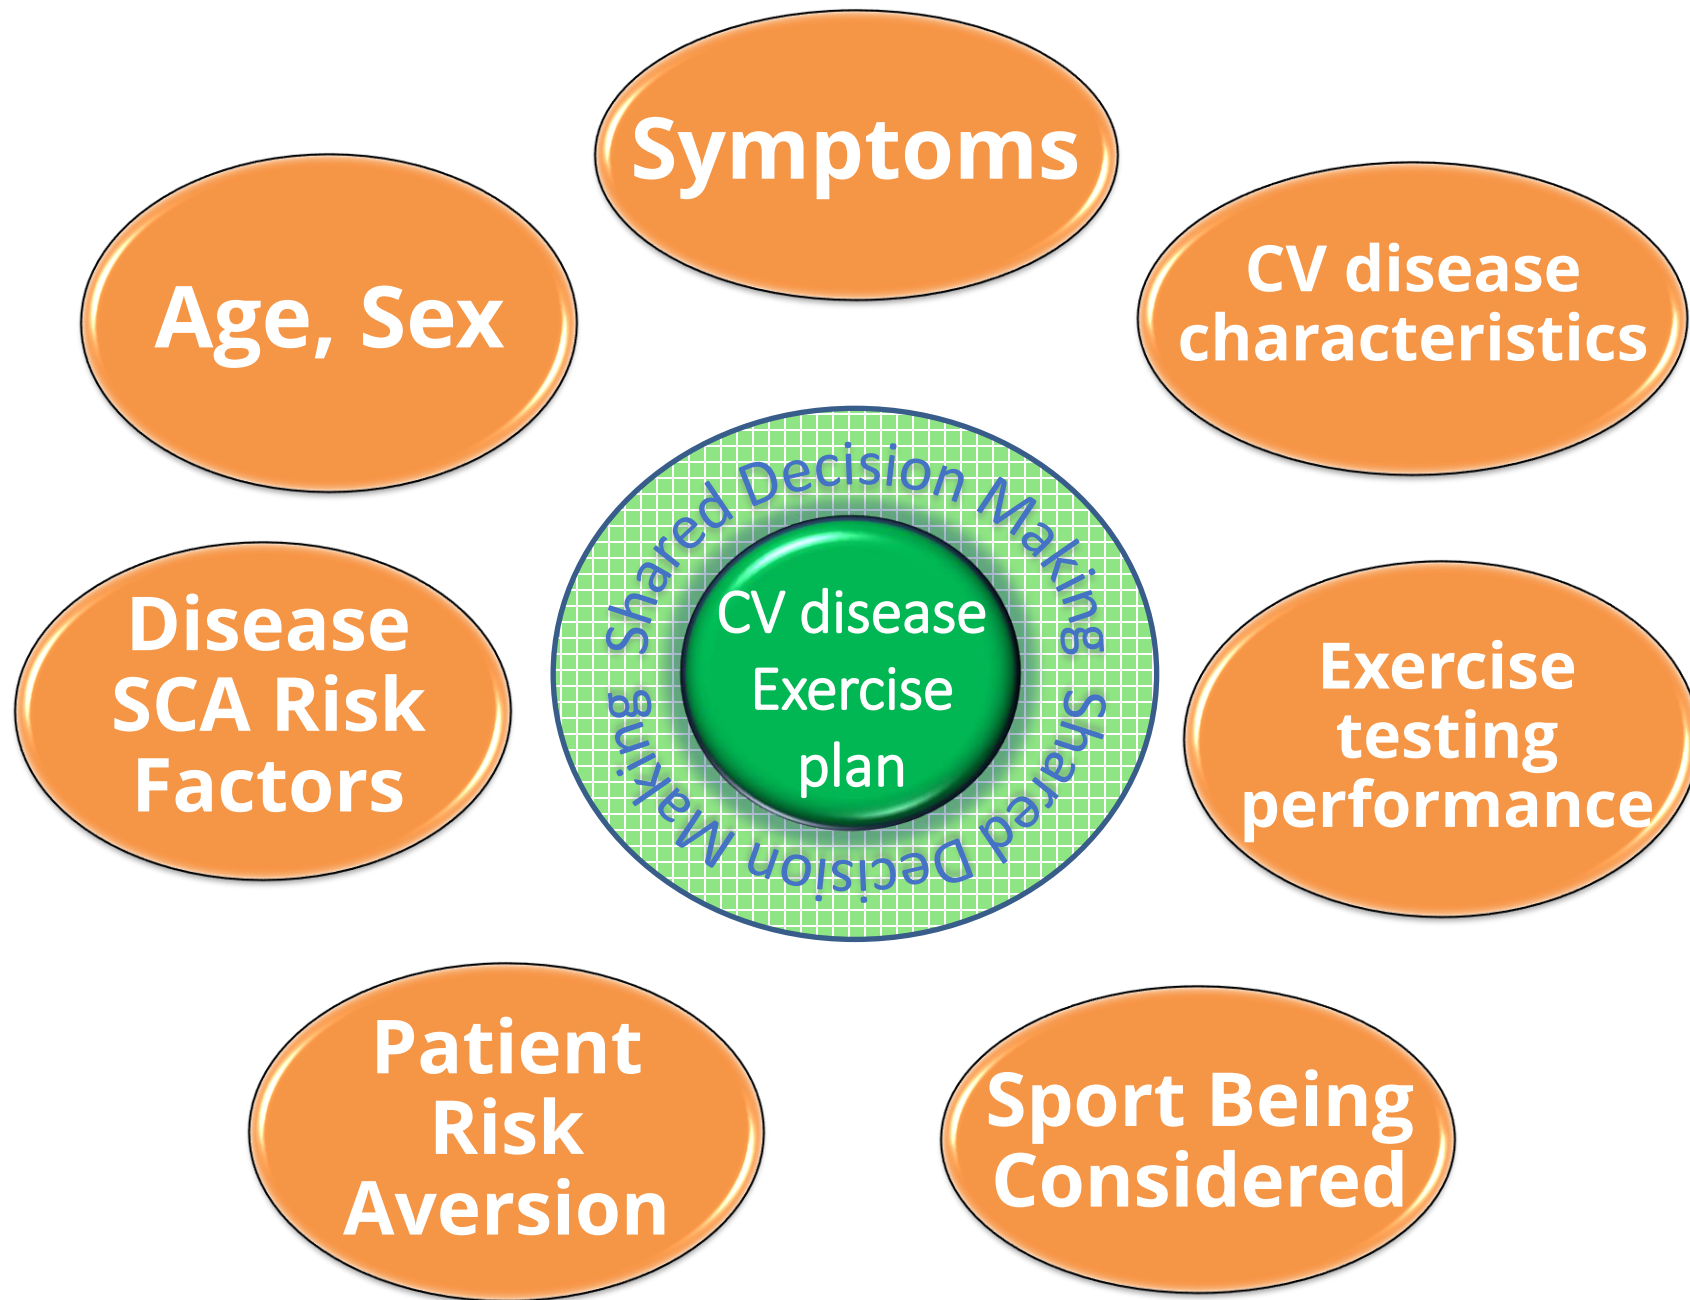 Symptoms
Age, Sex
CV disease
characteristics
Shared Decision Making
Shared Decision Making
CV disease
Exercise
plan
Disease
SCA Risk
Factors
Exercise
testing
performance
Patient
Risk
Aversion
Sport Being
Considered